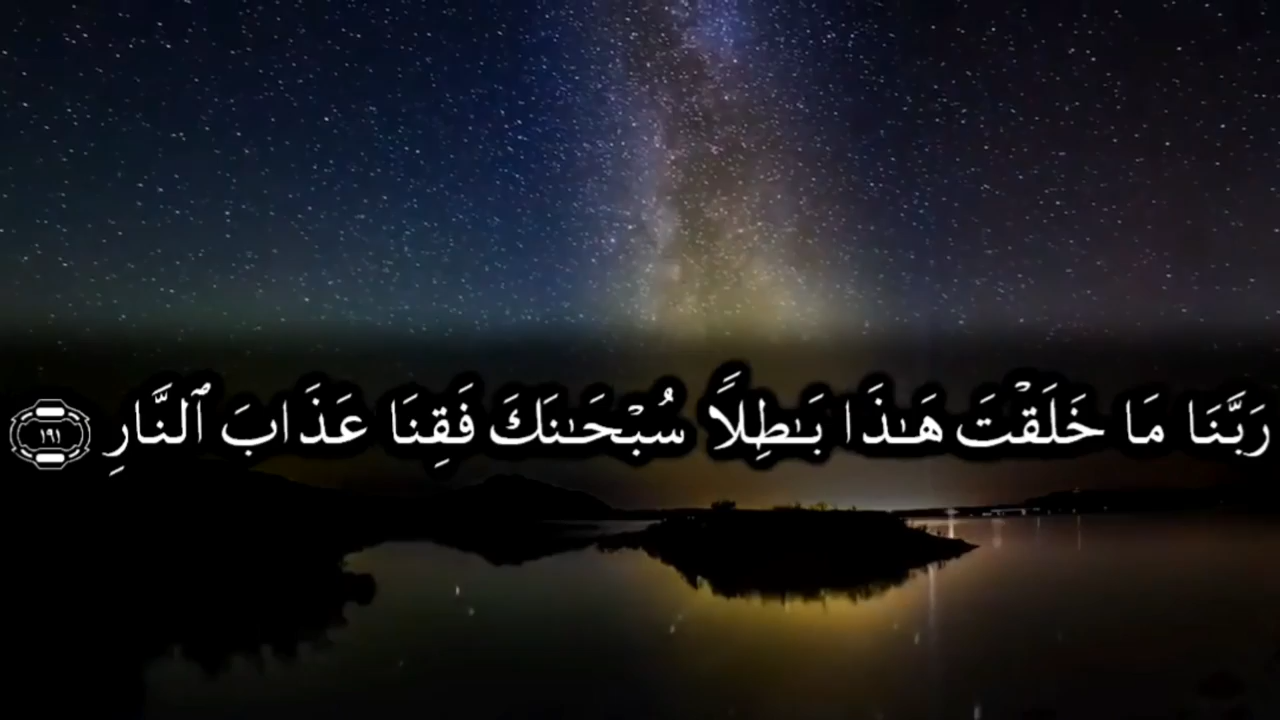 رَبَّنَا مَا خَلَقْتَ هَـٰذَا بَـٰطِلًا سُبْحَـٰنَكَ فَقِنَا عَذَابَ ٱلنَّارِ ١٩١